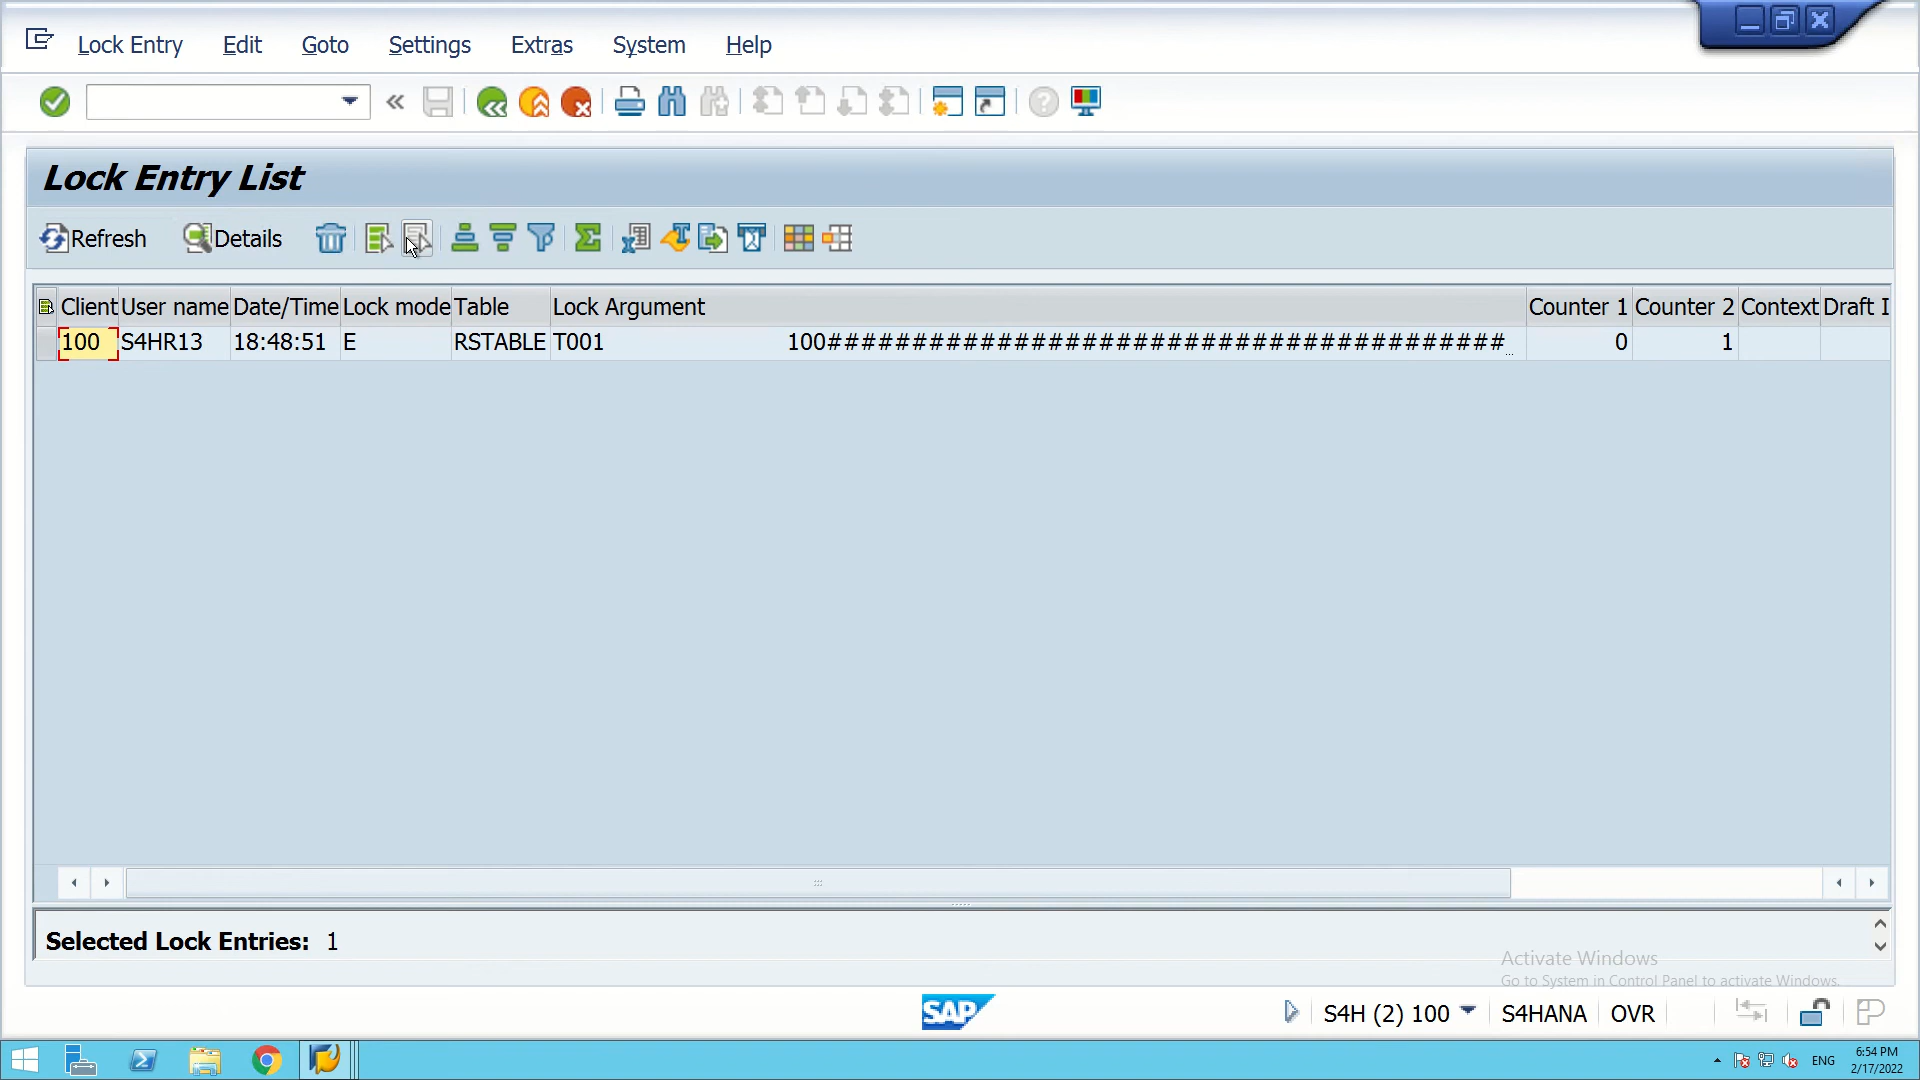 Lock Entry Edit Goto Settings Extras System Help
Lock Entry List
Refresh Details
Client User name Date/Time Lock mode Table Lock Argument Counter 1 Counter 2 Context Draft I
100 S4HR13 18:48:51 E RSTABLE T001 100######################################## 0 1
Selected Lock Entries: 1
Activate Windows
Go to System in Control Panel to activate Windows.
SAP S4H (2) 100 S4HANA OVR
ENG 6:54 PM
2/17/2022